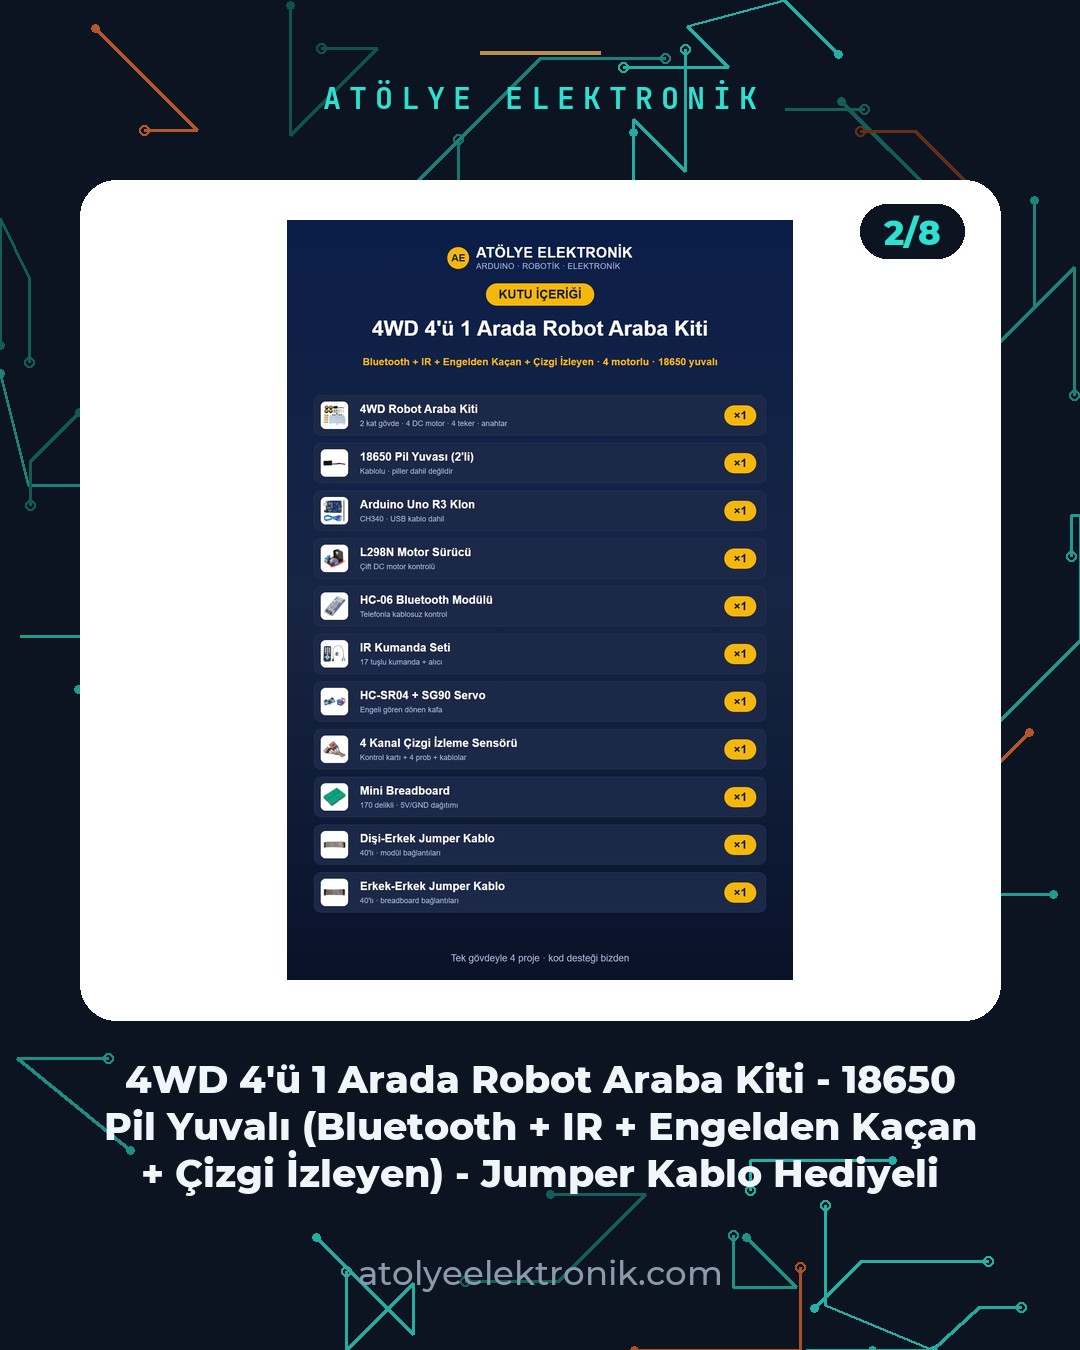 ATÖLYE ELEKTRONİK
2/8
AE
ATÖLYE ELEKTRONİK
ARDUINO · ROBOTİK · ELEKTRONİK
KUTU İÇERİĞİ
4WD 4'ü 1 Arada Robot Araba Kiti
Bluetooth + IR + Engelden Kaçan + Çizgi İzleyen · 4 motorlu · 18650 yuvalı
4WD Robot Araba Kiti
2 kat gövde · 4 DC motor · 4 teker · anahtar
×1
18650 Pil Yuvası (2'li)
Kablolu · piller dahil değildir
×1
Arduino Uno R3 Klon
CH340 · USB kablo dahil
×1
L298N Motor Sürücü
Çift DC motor kontrolü
×1
HC-06 Bluetooth Modülü
Telefonla kablosuz kontrol
×1
IR Kumanda Seti
17 tuşlu kumanda + alıcı
×1
HC-SR04 + SG90 Servo
Engeli gören dönen kafa
×1
4 Kanal Çizgi İzleme Sensörü
Kontrol kartı + 4 prob + kablolar
×1
Mini Breadboard
170 delikli · 5V/GND dağıtımı
×1
Dişi-Erkek Jumper Kablo
40'lı · modül bağlantıları
×1
Erkek-Erkek Jumper Kablo
40'lı · breadboard bağlantıları
×1
Tek gövdeyle 4 proje · kod desteği bizden
4WD 4'ü 1 Arada Robot Araba Kiti - 18650
Pil Yuvalı (Bluetooth + IR + Engelden Kaçan
+ Çizgi İzleyen) - Jumper Kablo Hediyeli
atolyeelektronik.com